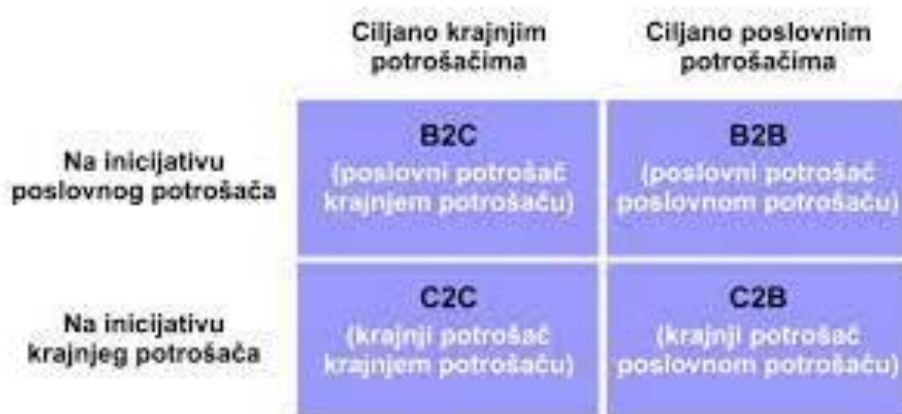 Ciljano krajnjim
potrošačima
Ciljano poslovnim
potrošačima
Na inicijativu
poslovnog potrošača
B2C
(poslovni potrošač
krajnjem potrošaču)
B2B
(poslovni potrošač
poslovnom potrošaču)
Na inicijativu
krajnjeg potrošača
C2C
(krajnji potrošač
krajnjem potrošaču)
C2B
(krajnji potrošač
poslovnom potrošaču)